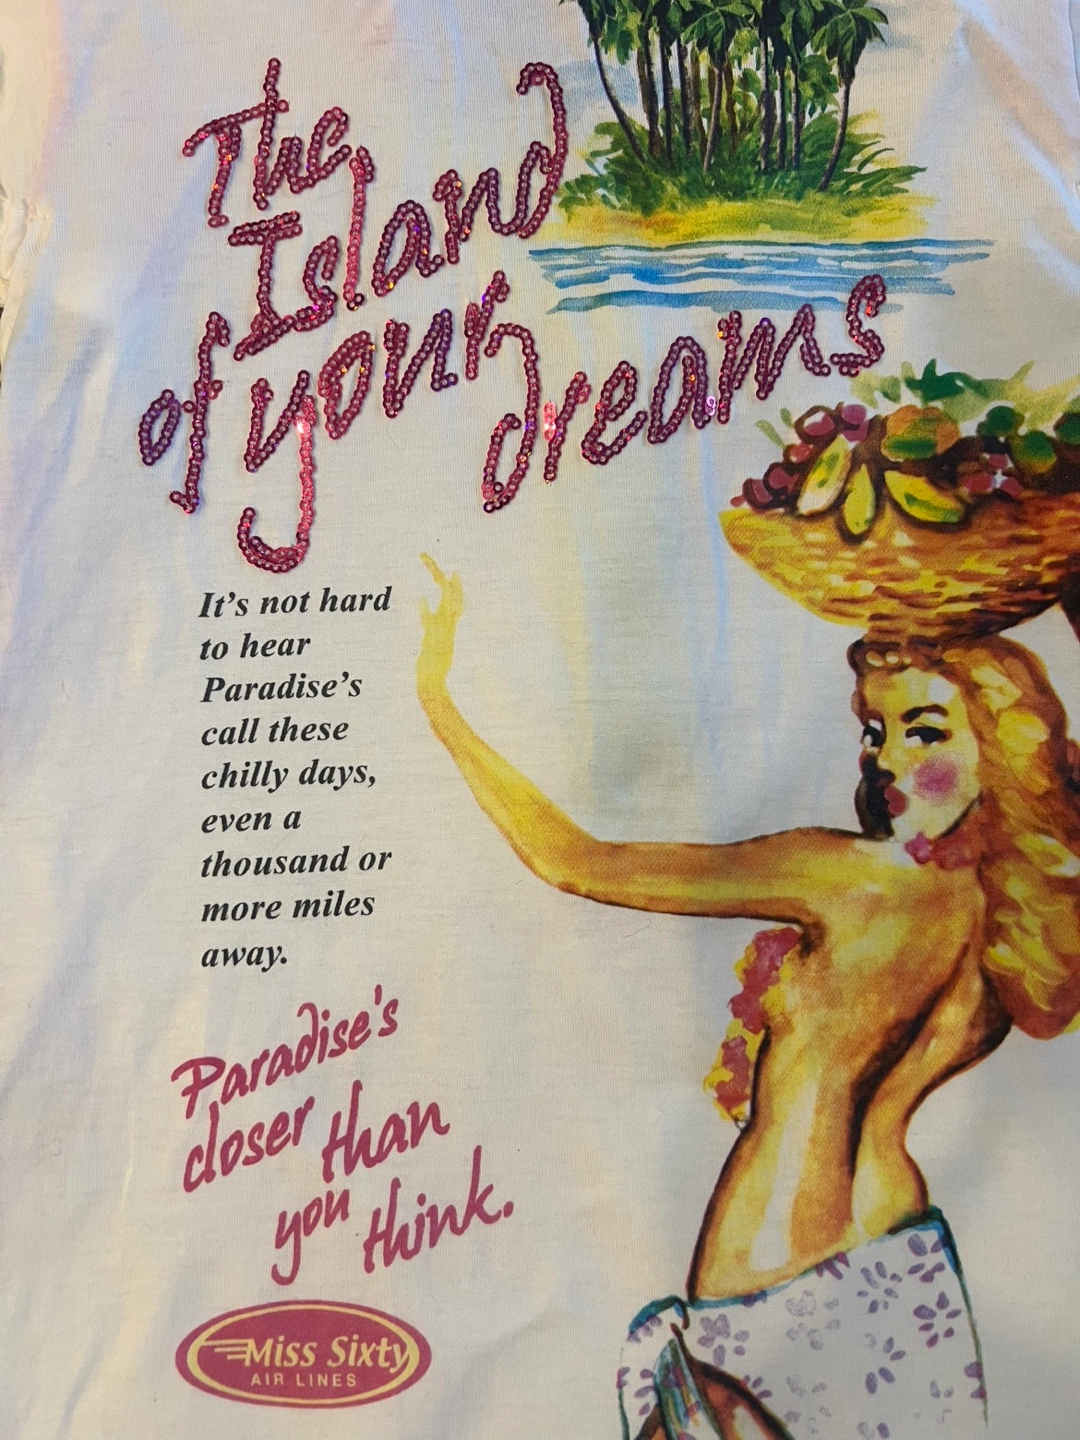 The
Island
of your dreams
It's not hard
to hear
Paradise's
call these
chilly days,
even a
thousand or
more miles
away.
Paradise's
closer than
you think.
Miss Sixty
AIR LINES